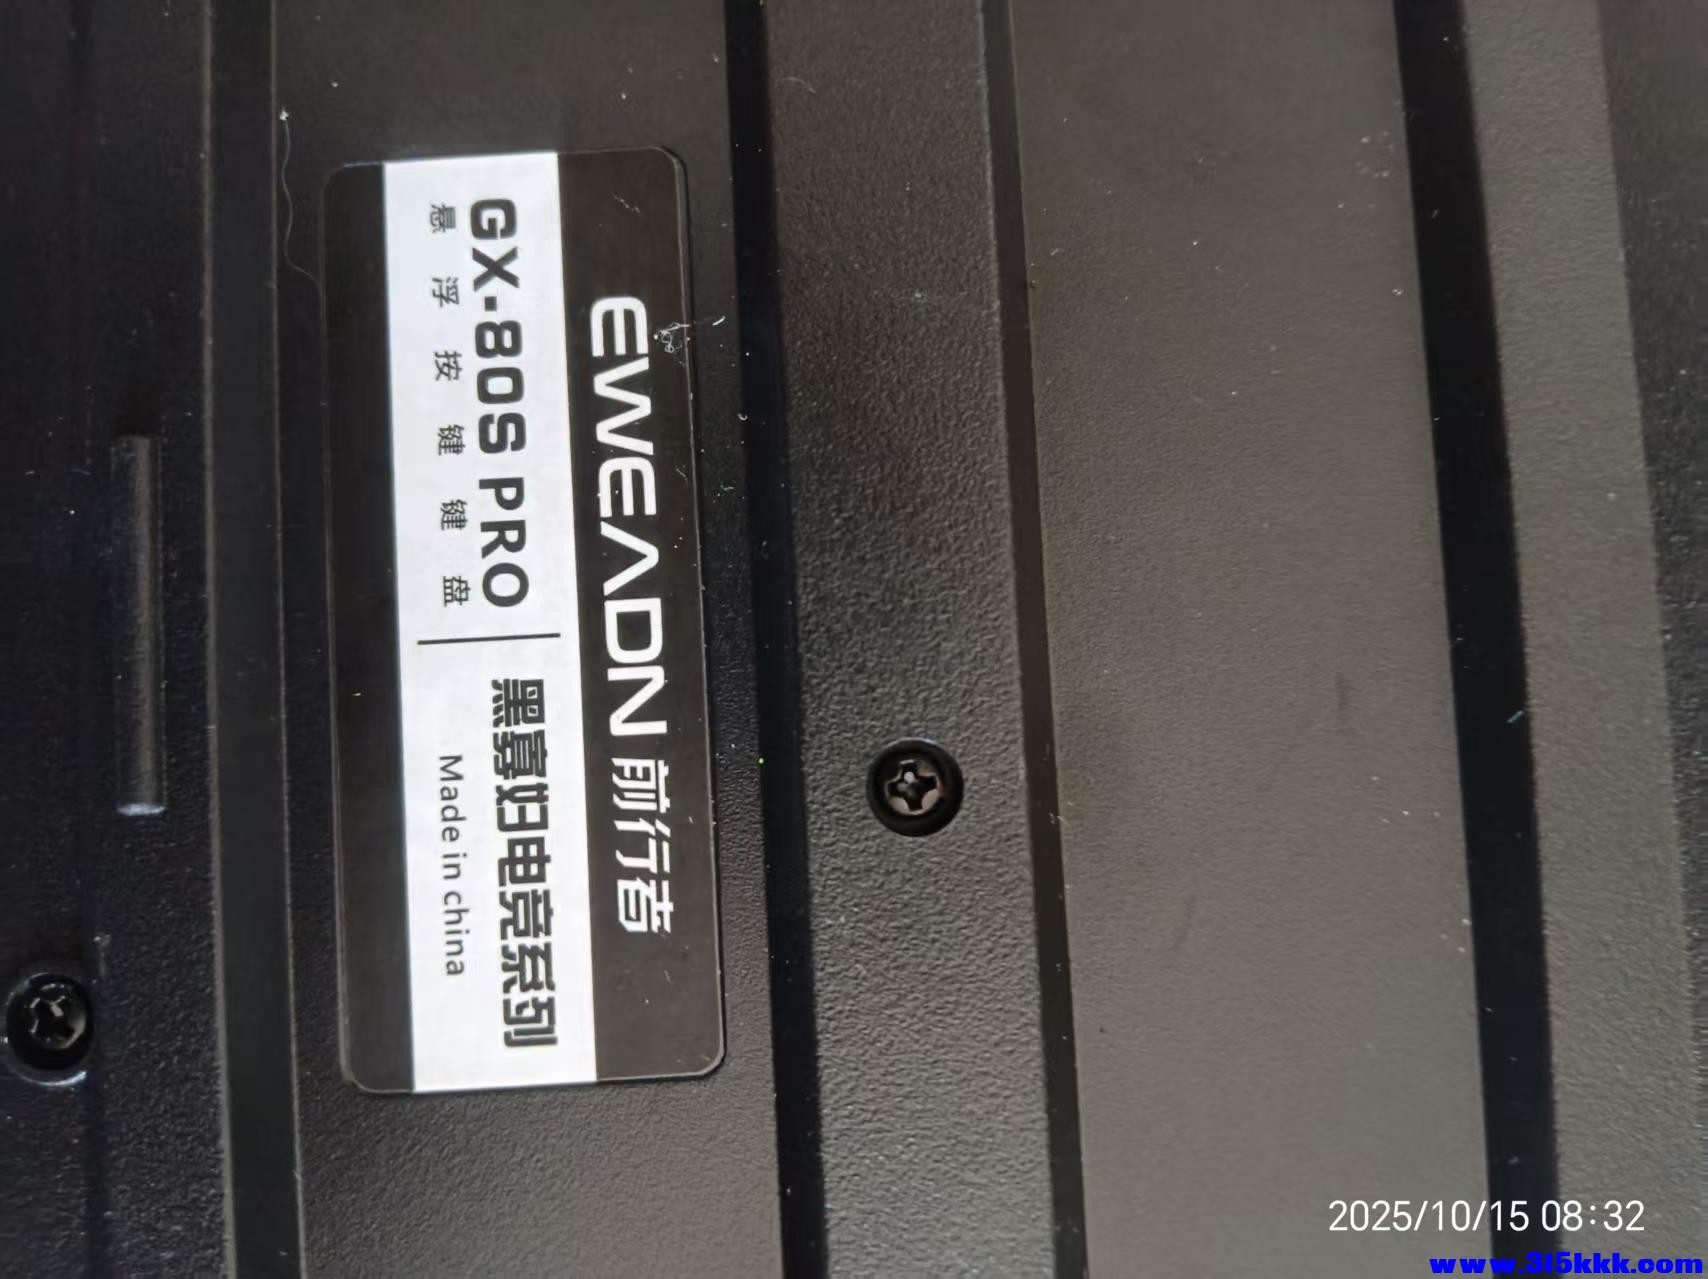 EWEADN 前行者
GX-80S PRO
悬浮按键键盘
黑寡妇电竞系列
Made in china
2025/10/15 08:32
www.315kkk.com